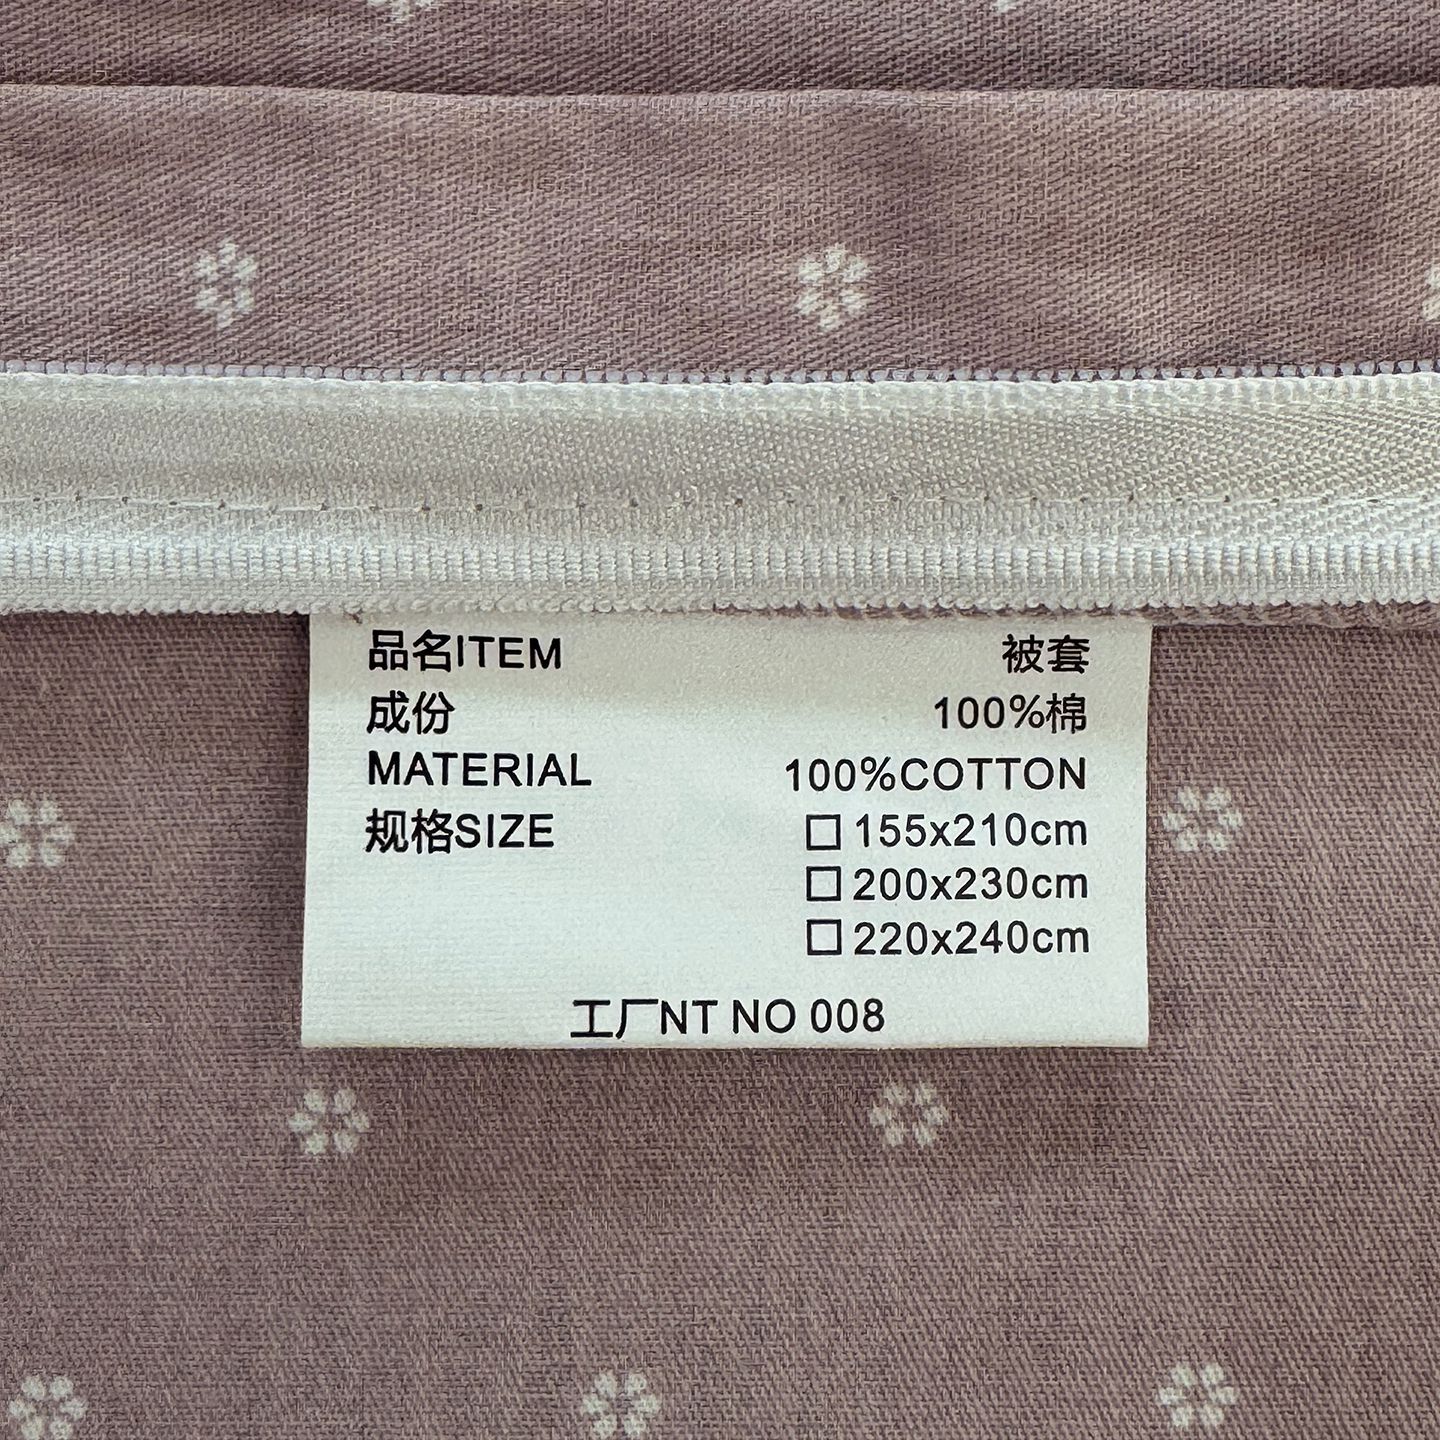 品名ITEM 被套
成份 100%棉
MATERIAL 100%COTTON
规格SIZE □155x210cm
□200x230cm
□220x240cm
工厂NT NO 008